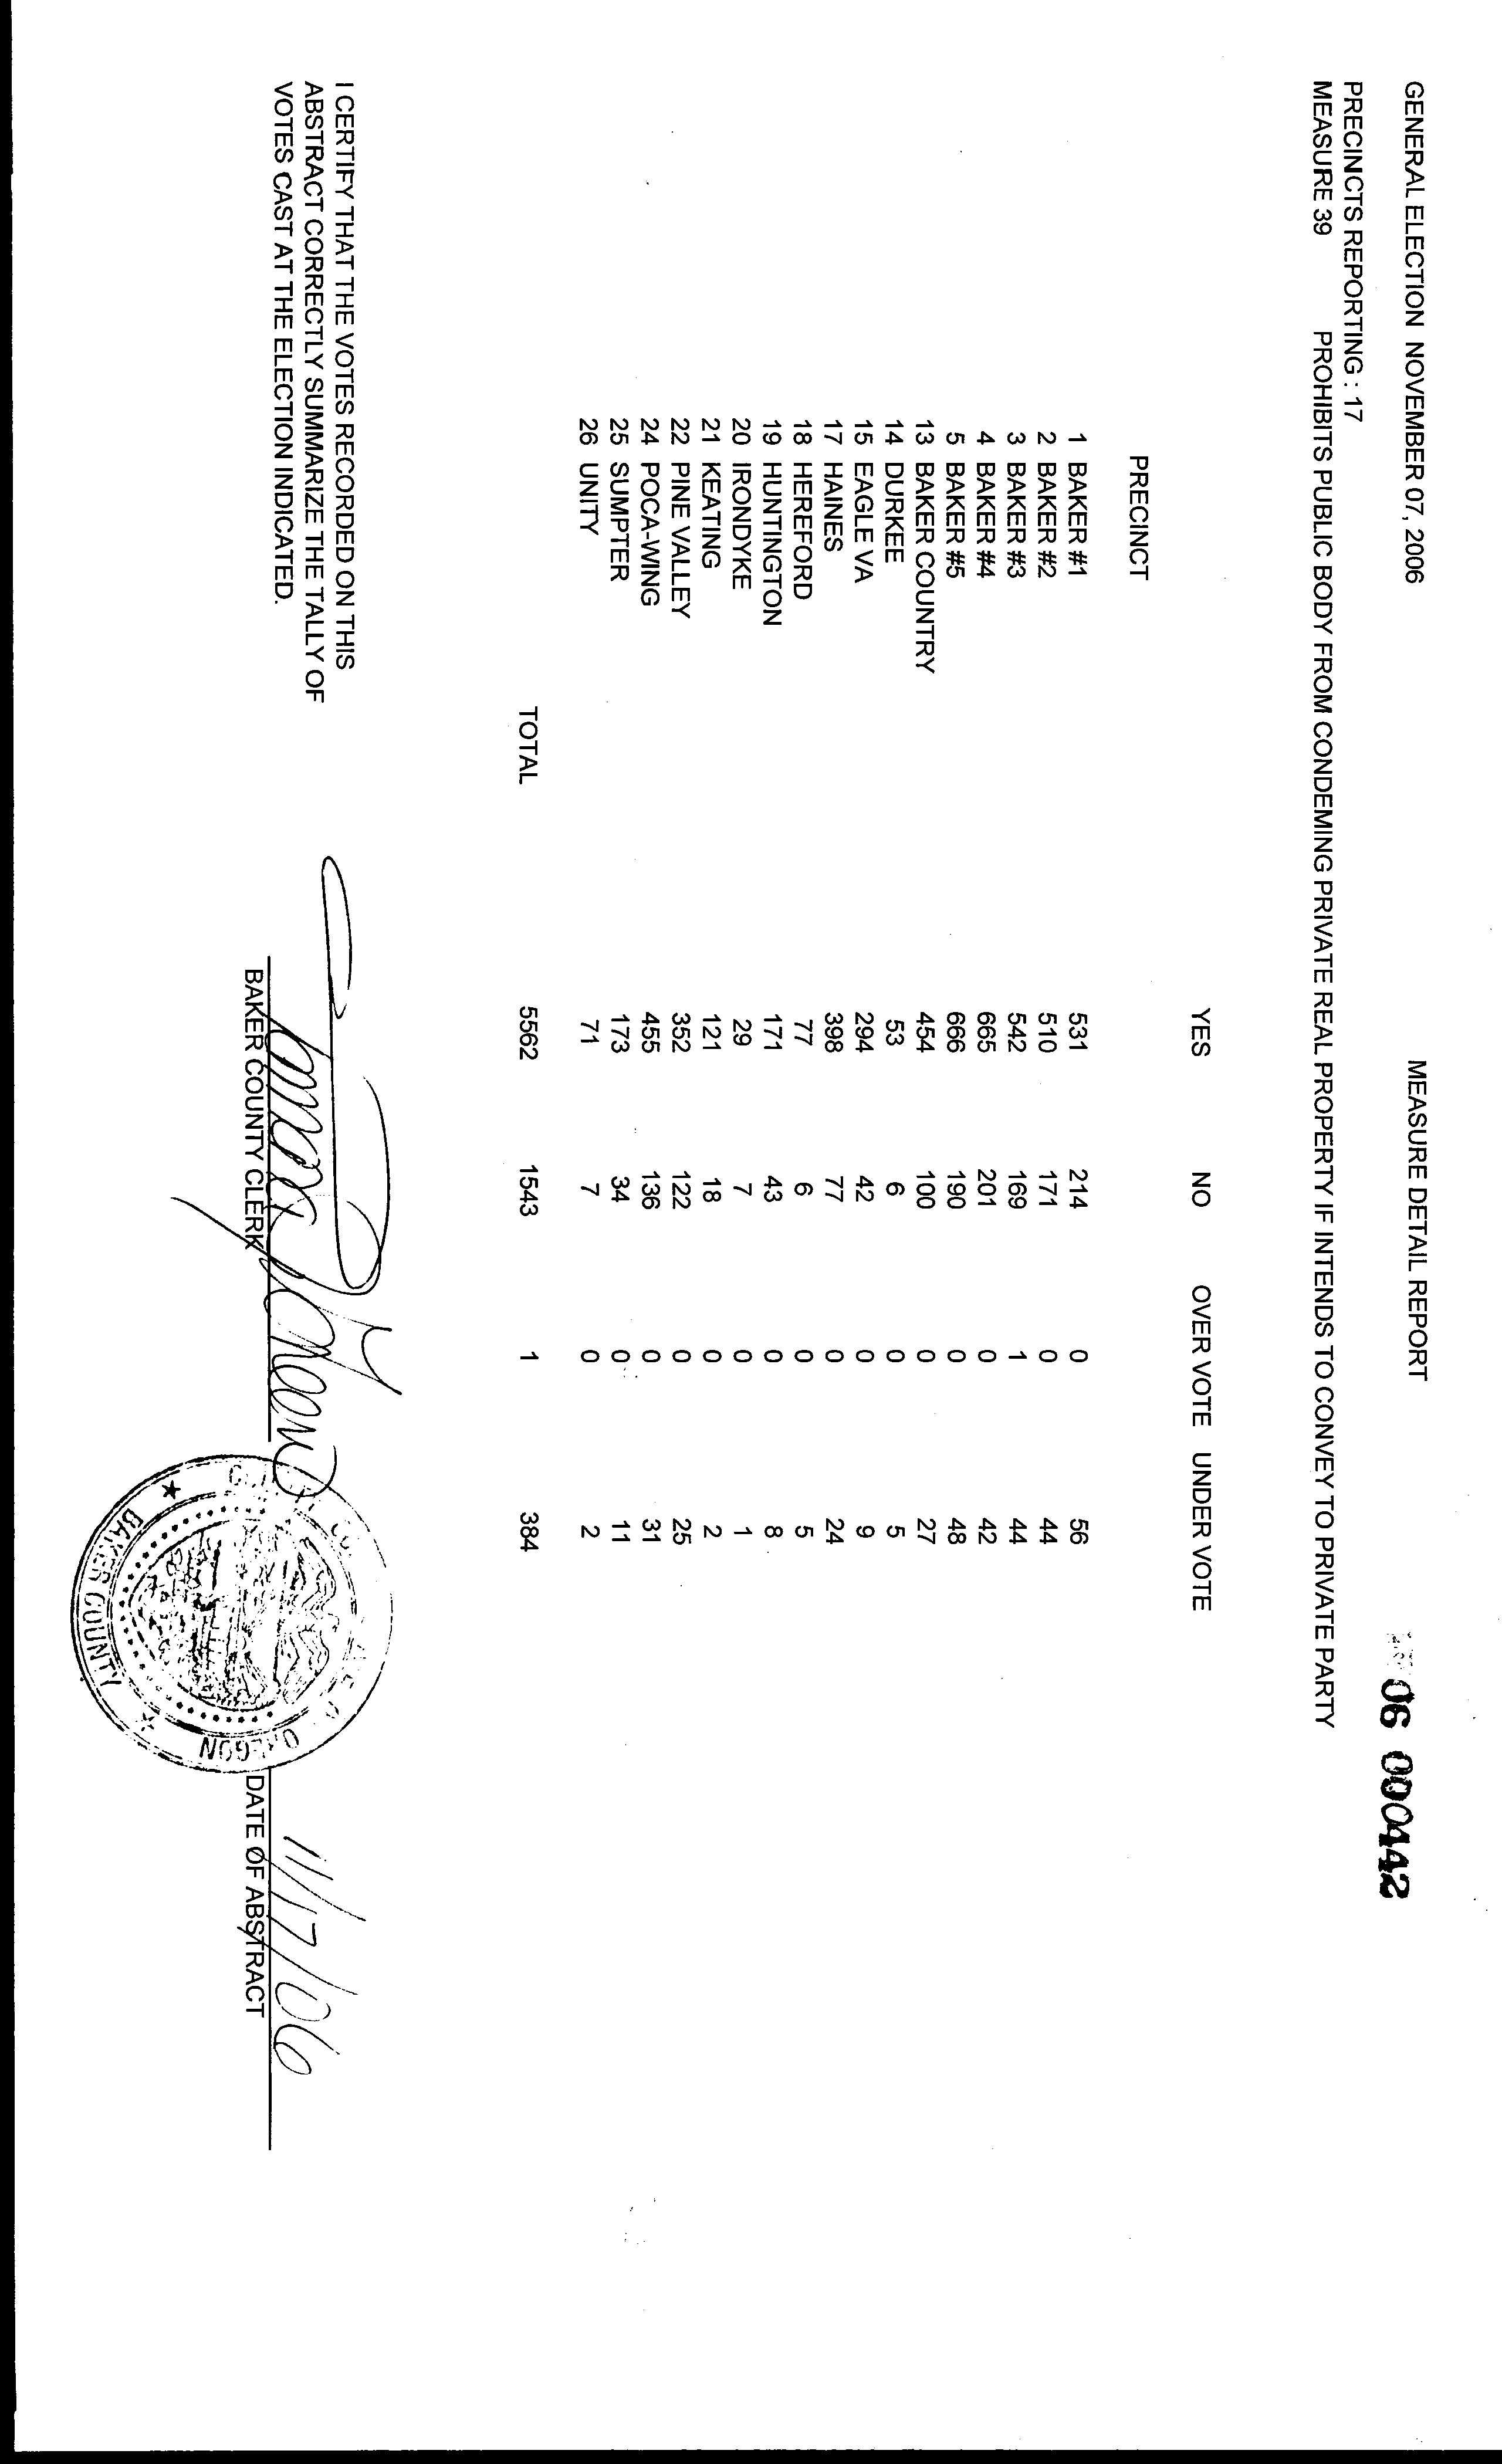 GENERAL ELECTION NOVEMBER 07, 2006 MEASURE DETAIL REPORT
06 000442
PRECINCTS REPORTING : 17
MEASURE 39 PROHIBITS PUBLIC BODY FROM CONDEMING PRIVATE REAL PROPERTY IF INTENDS TO CONVEY TO PRIVATE PARTY
YES NO OVER VOTE UNDER VOTE
PRECINCT
1 BAKER #1 531 214 0 56
2 BAKER #2 510 171 0 44
3 BAKER #3 542 169 1 44
4 BAKER #4 665 201 0 42
5 BAKER #5 666 190 0 48
13 BAKER COUNTRY 454 100 0 27
14 DURKEE 53 6 0 5
15 EAGLE VA 294 42 0 9
17 HAINES 398 77 0 24
18 HEREFORD 77 6 0 5
19 HUNTINGTON 171 43 0 8
20 IRONDYKE 29 7 0 1
21 KEATING 121 18 0 2
22 PINE VALLEY 352 122 0 25
24 POCA-WING 455 136 0 31
25 SUMPTER 173 34 0 11
26 UNITY 71 7 0 2
TOTAL 5562 1543 1 384
I CERTIFY THAT THE VOTES RECORDED ON THIS
ABSTRACT CORRECTLY SUMMARIZE THE TALLY OF
VOTES CAST AT THE ELECTION INDICATED.
11/17/06
BAKER COUNTY CLERK DATE OF ABSTRACT
BAKER COUNTY
OREGON